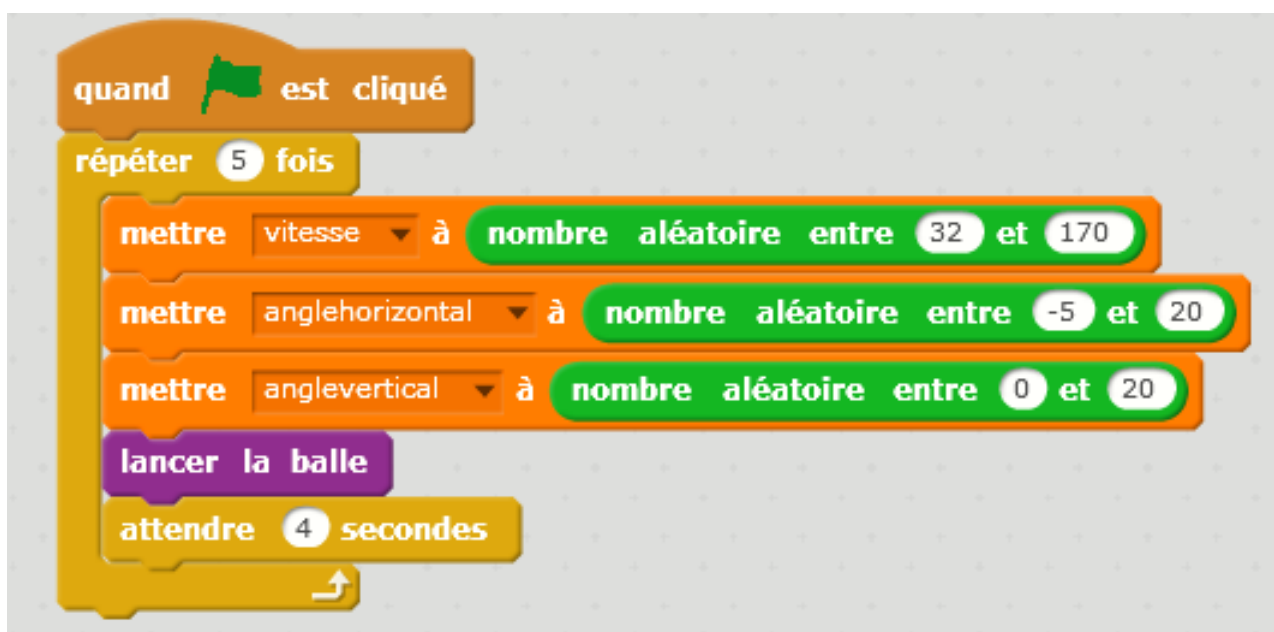 quand est cliqué
répéter 5 fois
mettre vitesse à nombre aléatoire entre 32 et 170
mettre anglehorizontal à nombre aléatoire entre -5 et 20
mettre anglevertical à nombre aléatoire entre 0 et 20
lancer la balle
attendre 4 secondes